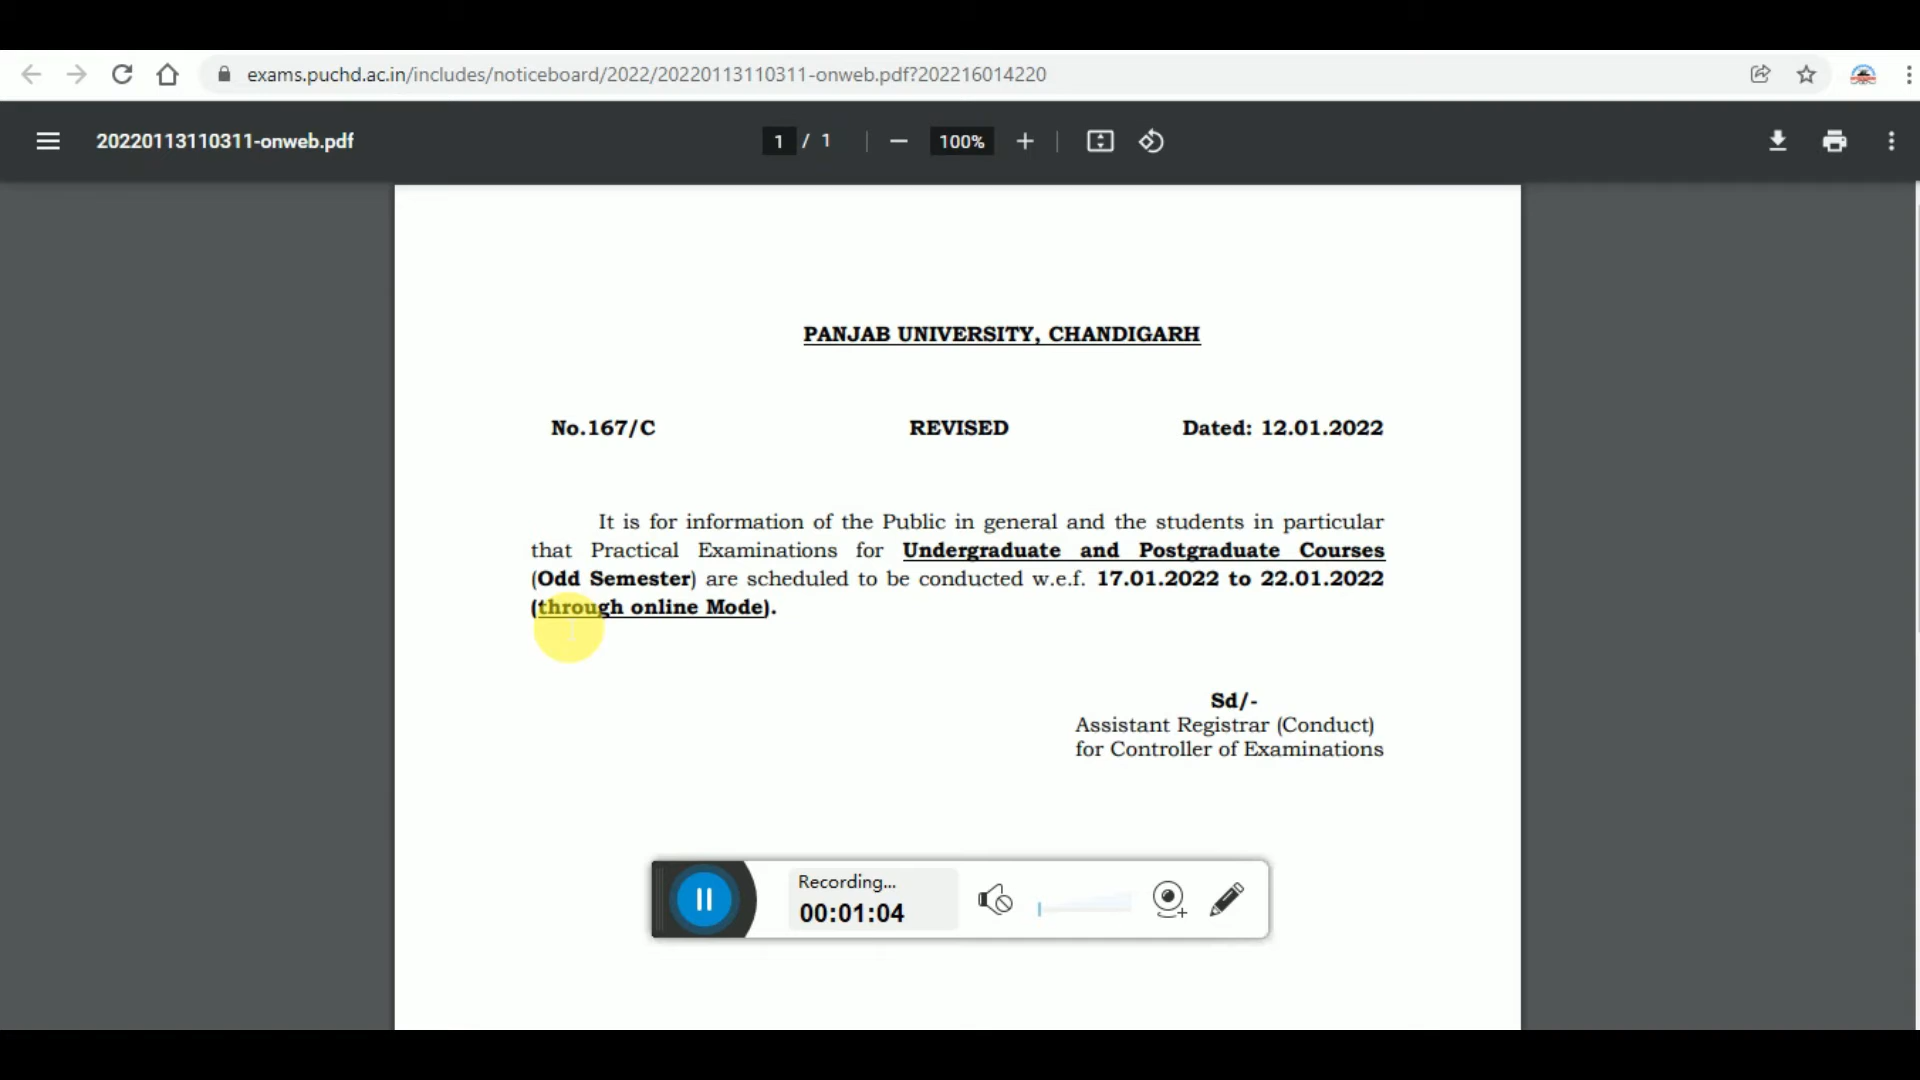 exams.puchd.ac.in/includes/noticeboard/2022/20220113110311-onweb.pdf?202216014220
20220113110311-onweb.pdf
1 / 1
100%
PANJAB UNIVERSITY, CHANDIGARH
No.167/C REVISED Dated: 12.01.2022
It is for information of the Public in general and the students in particular
that Practical Examinations for Undergraduate and Postgraduate Courses
(Odd Semester) are scheduled to be conducted w.e.f. 17.01.2022 to 22.01.2022
(through online Mode).
Sd/-
Assistant Registrar (Conduct)
for Controller of Examinations
Recording...
00:01:04